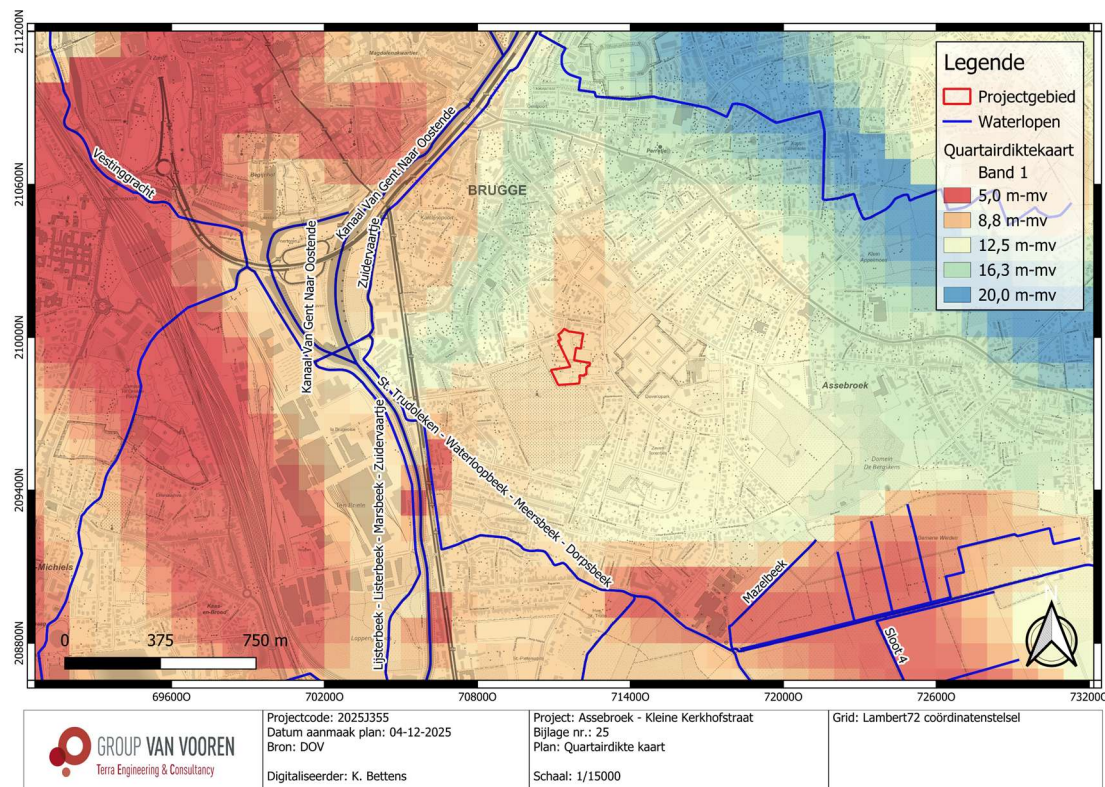 211200N
210600N
210000N
209400N
208800N
Legende
Projectgebied
Waterlopen
Quartairdiktekaart
Band 1
5,0 m-mv
8,8 m-mv
12,5 m-mv
16,3 m-mv
20,0 m-mv
Vestinggracht
Kanaal Van Gent Naar Oostende
Kanaal Van Gent Naar Oostende
Zuidervaartje
BRUGGE
Assebroek
St. Trudoleken - Waterloopbeek - Meersbeek - Dorpsbeek
Lijsterbeek - Listerbeek - Marsbeek - Zuidervaartje
Mazelbeek
Sloot 4
-Michiels
0 375 750 m
N
696000 702000 708000 714000 720000 726000 732000
GROUP VAN VOOREN
Terra Engineering & Consultancy
Projectcode: 2025J355
Datum aanmaak plan: 04-12-2025
Bron: DOV
Digitaliseerder: K. Bettens
Project: Assebroek - Kleine Kerkhofstraat
Bijlage nr.: 25
Plan: Quartairdikte kaart
Schaal: 1/15000
Grid: Lambert72 coördinatenstelsel